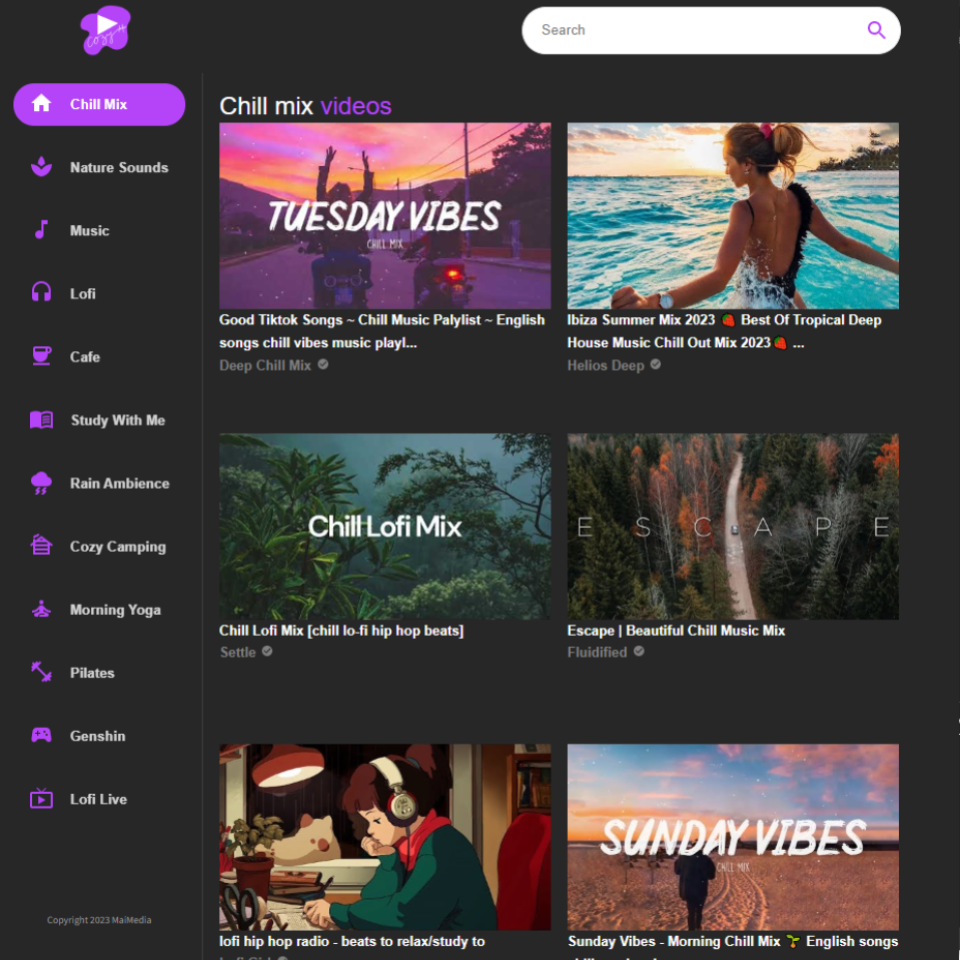 cozy
Search
Chill Mix
Nature Sounds
Music
Lofi
Cafe
Study With Me
Rain Ambience
Cozy Camping
Morning Yoga
Pilates
Genshin
Lofi Live
Copyright 2023 MaiMedia
Chill mix videos
TUESDAY VIBES
CHILL MIX
Good Tiktok Songs ~ Chill Music Palylist ~ English
songs chill vibes music playl...
Deep Chill Mix
Ibiza Summer Mix 2023 🍓 Best Of Tropical Deep
House Music Chill Out Mix 2023🍓 ...
Helios Deep
Chill Lofi Mix
Chill Lofi Mix [chill lo-fi hip hop beats]
Settle
E S C A P E
Escape | Beautiful Chill Music Mix
Fluidified
lofi hip hop radio - beats to relax/study to
SUNDAY VIBES
CHILL MIX
Sunday Vibes - Morning Chill Mix 🌱 English songs